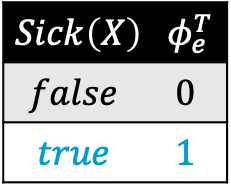 Sick(X) ϕ_e^T
false 0
true 1